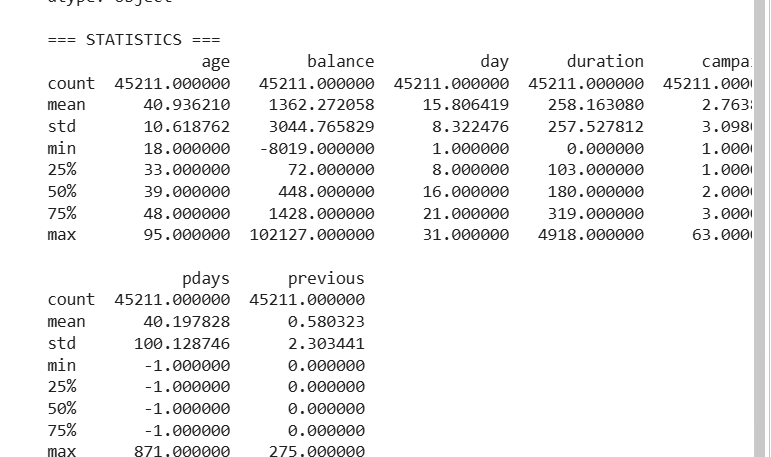 dtype: object
=== STATISTICS ===
age balance day duration campai
count 45211.000000 45211.000000 45211.000000 45211.000000 45211.000
mean 40.936210 1362.272058 15.806419 258.163080 2.763
std 10.618762 3044.765829 8.322476 257.527812 3.098
min 18.000000 -8019.000000 1.000000 0.000000 1.000
25% 33.000000 72.000000 8.000000 103.000000 1.000
50% 39.000000 448.000000 16.000000 180.000000 2.000
75% 48.000000 1428.000000 21.000000 319.000000 3.000
max 95.000000 102127.000000 31.000000 4918.000000 63.000
pdays previous
count 45211.000000 45211.000000
mean 40.197828 0.580323
std 100.128746 2.303441
min -1.000000 0.000000
25% -1.000000 0.000000
50% -1.000000 0.000000
75% -1.000000 0.000000
max 871.000000 275.000000